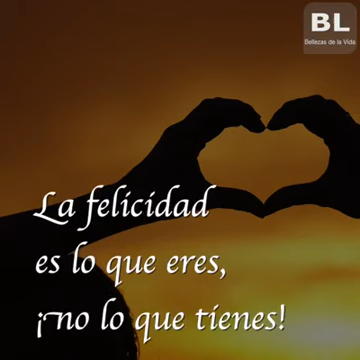 BL
Bellezas de la Vida
La felicidad
es lo que eres,
¡no lo que tienes!